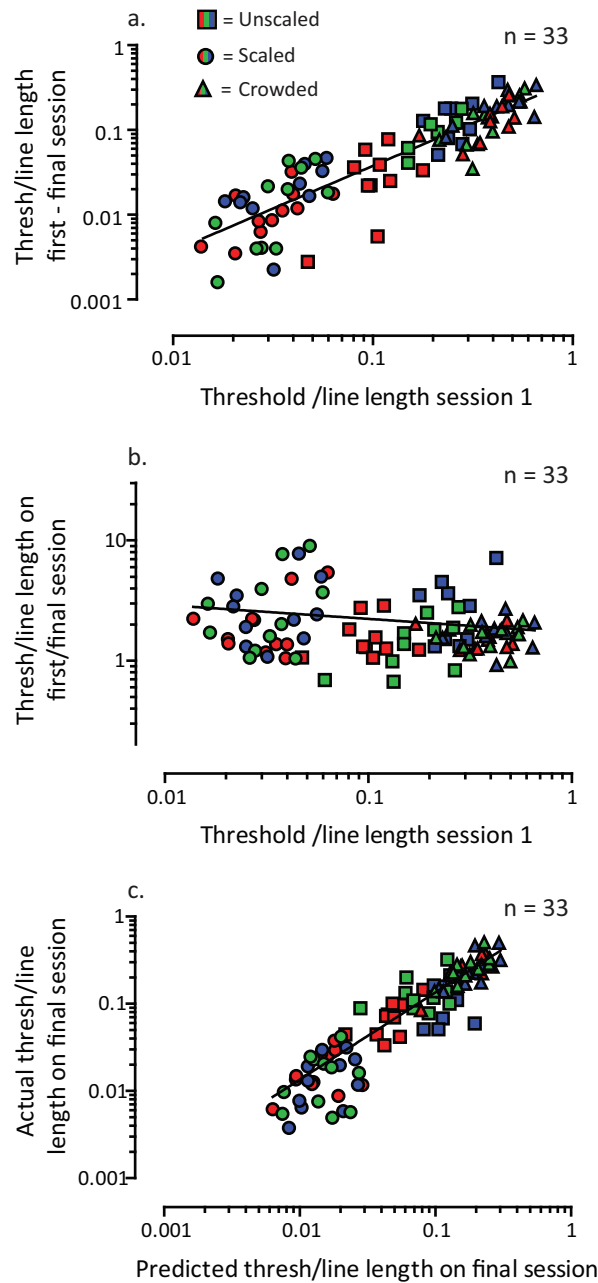 a.
= Unscaled
= Scaled
= Crowded
n = 33
Thresh/line length
first - final session
1
0.1
0.01
0.001
0.01
0.1
1
Threshold /line length session 1
b.
n = 33
Thresh/line length on
first/final session
10
1
0.01
0.1
1
Threshold /line length session 1
c.
n = 33
Actual thresh/line
length on final session
1
0.1
0.01
0.001
0.001
0.01
0.1
1
Predicted thresh/line length on final session